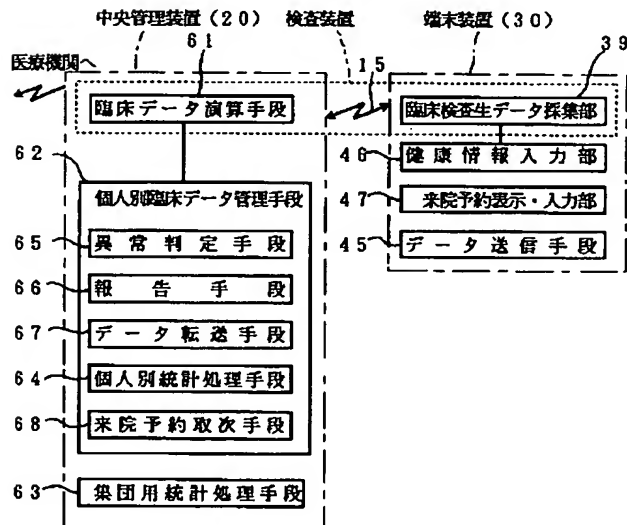 中央管理装置(20) 検査装置 端末装置(30)
61 39
医療機関へ
15
臨床データ演算手段 臨床検査生データ採集部
62 46 健康情報入力部
個人別臨床データ管理手段 47 来院予約表示・入力部
65 異常判定手段 45 データ送信手段
66 報告手段
67 データ転送手段
64 個人別統計処理手段
68 来院予約取次手段
63 集団用統計処理手段